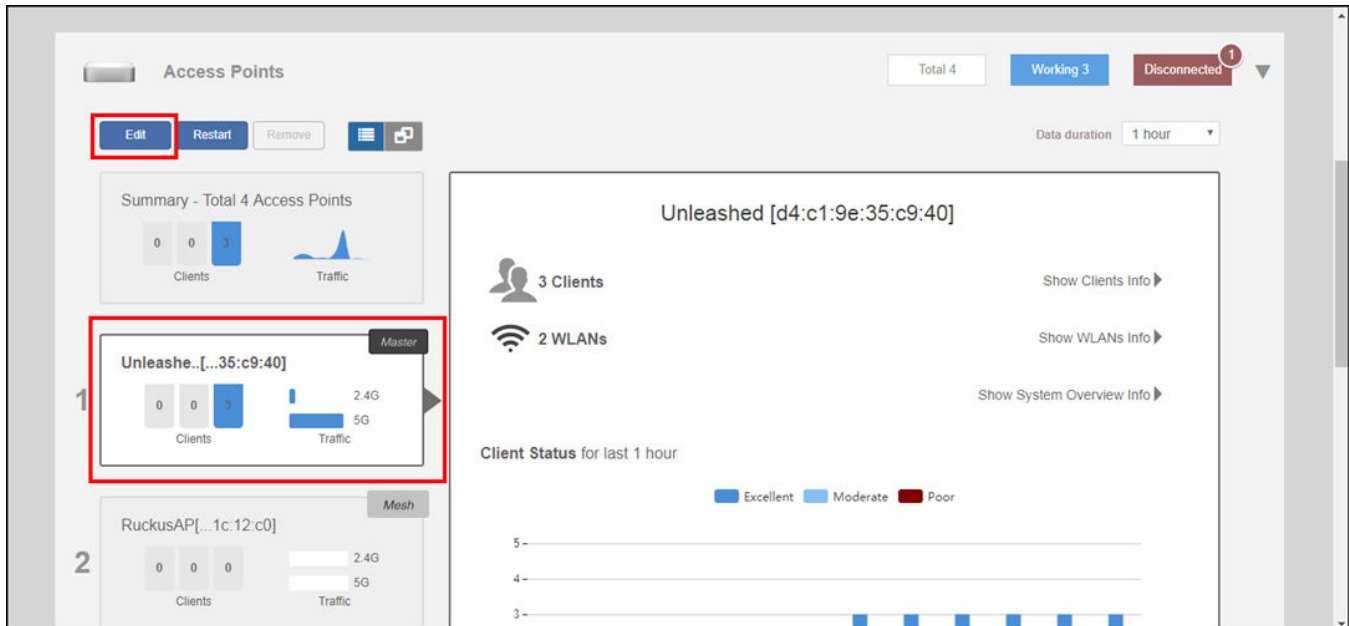 Access Points
Total 4
Working 3
Disconnected
1
Edit
Restart
Remove
Data duration
1 hour
Summary - Total 4 Access Points
0 0 3
Clients
Traffic
1
Master
Unleashe..[...35:c9:40]
0 0 3
2.4G
5G
Clients
Traffic
2
Mesh
RuckusAP[...1c:12:c0]
0 0 0
2.4G
5G
Clients
Traffic
Unleashed [d4:c1:9e:35:c9:40]
3 Clients
Show Clients Info
2 WLANs
Show WLANs Info
Show System Overview Info
Client Status for last 1 hour
Excellent Moderate Poor
5
4
3